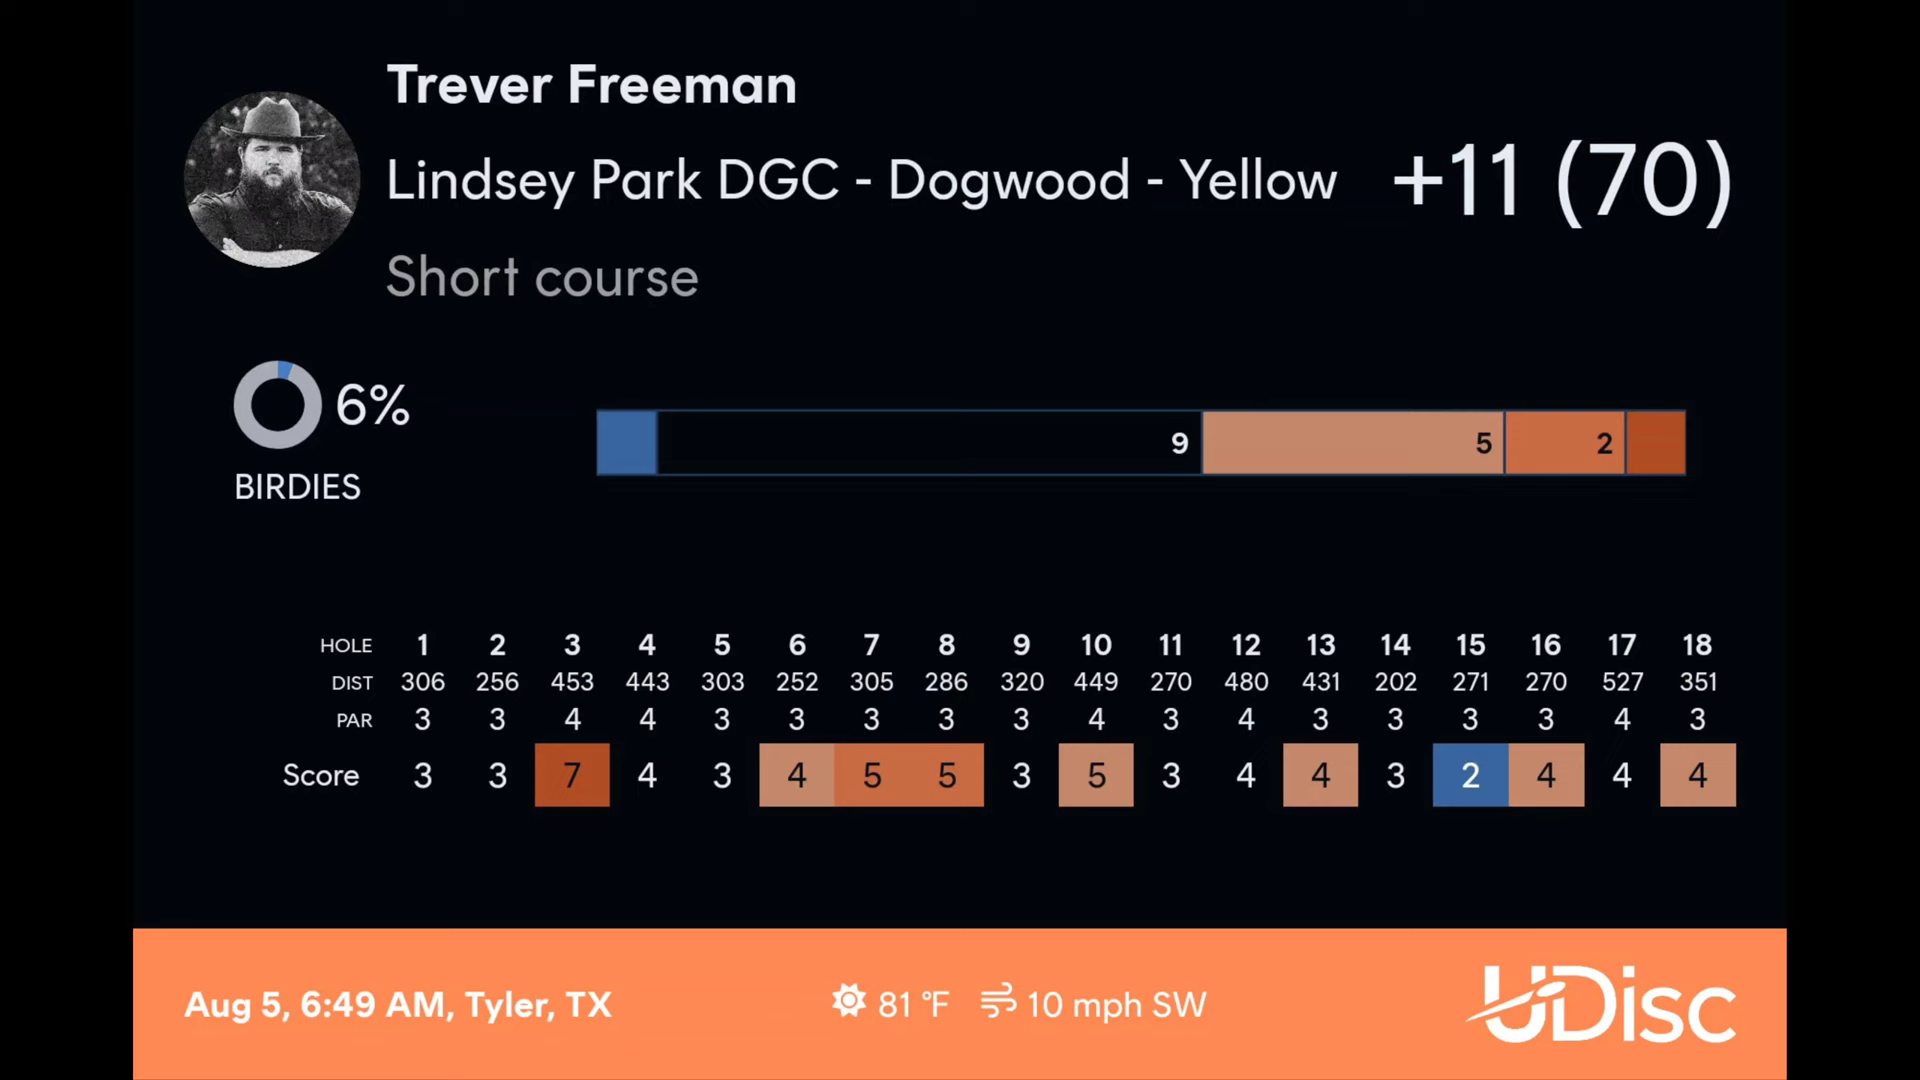 Trever Freeman
Lindsey Park DGC - Dogwood - Yellow
+11 (70)
Short course
6%
BIRDIES
9 5 2
HOLE 1 2 3 4 5 6 7 8 9 10 11 12 13 14 15 16 17 18
DIST 306 256 453 443 303 252 305 286 320 449 270 480 431 202 271 270 527 351
PAR 3 3 4 4 3 3 3 3 3 4 3 4 3 3 3 3 4 3
Score 3 3 7 4 3 4 5 5 3 5 3 4 4 3 2 4 4 4
Aug 5, 6:49 AM, Tyler, TX
81 °F 10 mph SW
UDisc